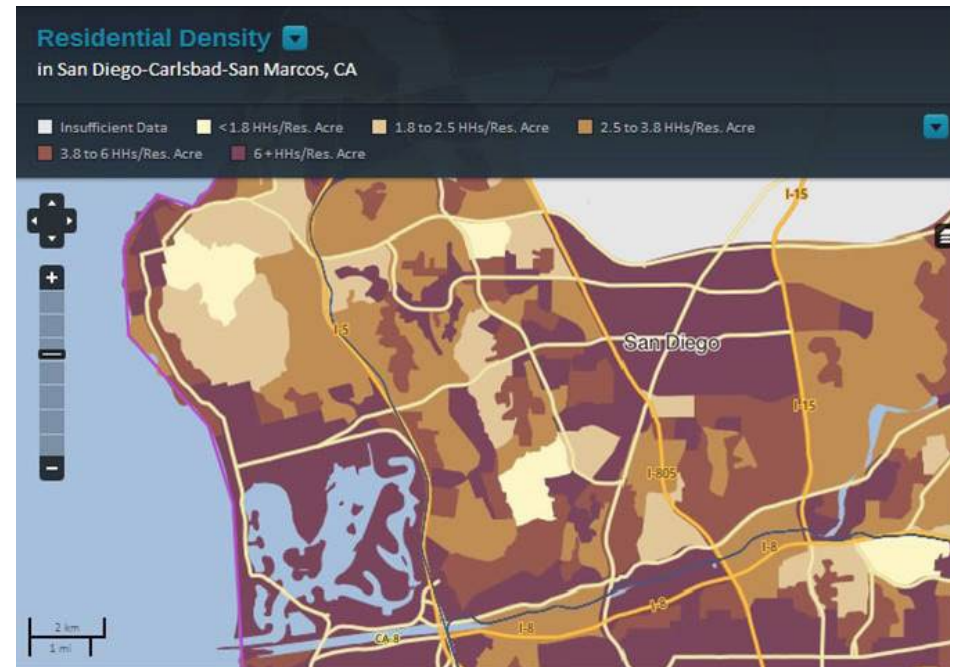 Residential Density
in San Diego-Carlsbad-San Marcos, CA
Insufficient Data <1.8 HHs/Res. Acre 1.8 to 2.5 HHs/Res. Acre 2.5 to 3.8 HHs/Res. Acre
3.8 to 6 HHs/Res. Acre 6+ HHs/Res. Acre
I-15
I-5
San Diego
I-15
I-805
I-8
I-8
I-8
CA-8
2 km
1 mi